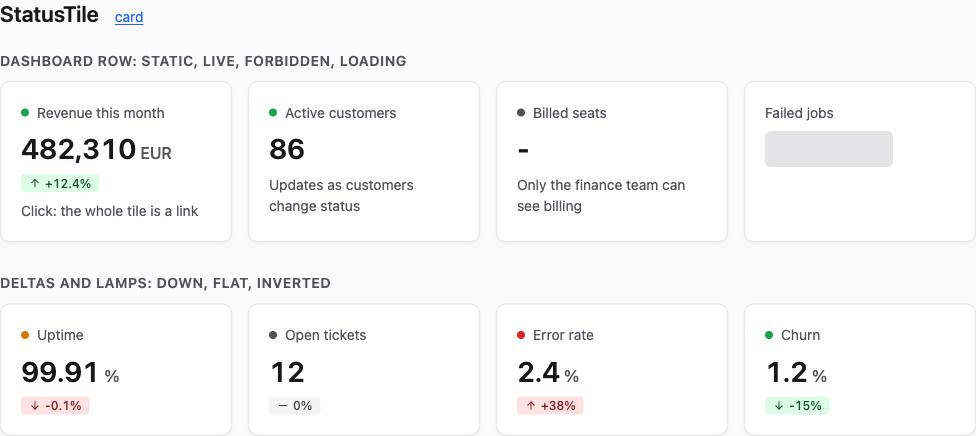 StatusTile card
DASHBOARD ROW: STATIC, LIVE, FORBIDDEN, LOADING
Revenue this month
482,310 EUR
↑ +12.4%
Click: the whole tile is a link
Active customers
86
Updates as customers
change status
Billed seats
-
Only the finance team can
see billing
Failed jobs
DELTAS AND LAMPS: DOWN, FLAT, INVERTED
Uptime
99.91 %
↓ -0.1%
Open tickets
12
— 0%
Error rate
2.4 %
↑ +38%
Churn
1.2 %
↓ -15%